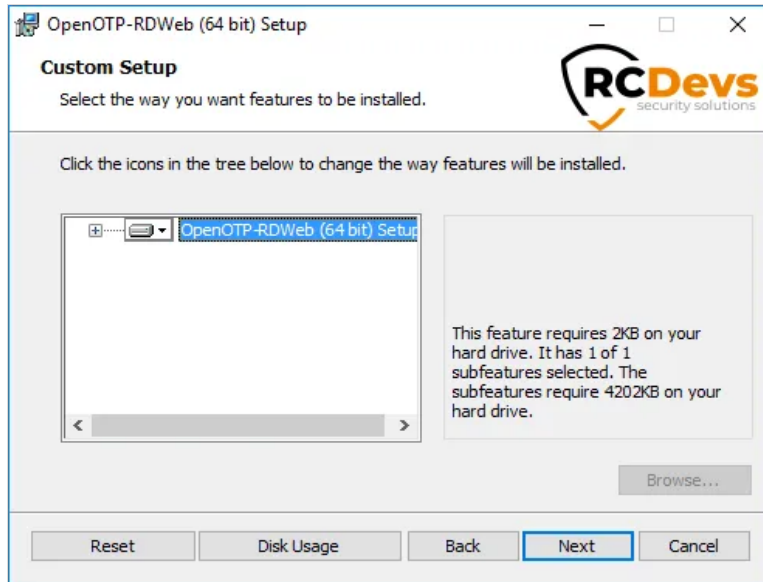 OpenOTP-RDWeb (64 bit) Setup
Custom Setup
Select the way you want features to be installed.
RCDevs
security solutions
Click the icons in the tree below to change the way features will be installed.
OpenOTP-RDWeb (64 bit) Setup
This feature requires 2KB on your
hard drive. It has 1 of 1
subfeatures selected. The
subfeatures require 4202KB on your
hard drive.
Browse...
Reset
Disk Usage
Back
Next
Cancel